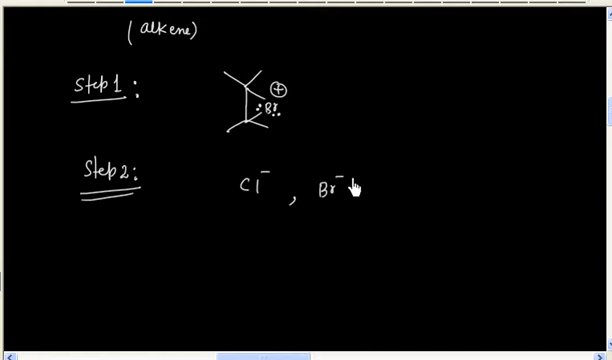 (alkene)
Step 1:
⊕
:Br:
Step 2:
Cl⁻ , Br⁻